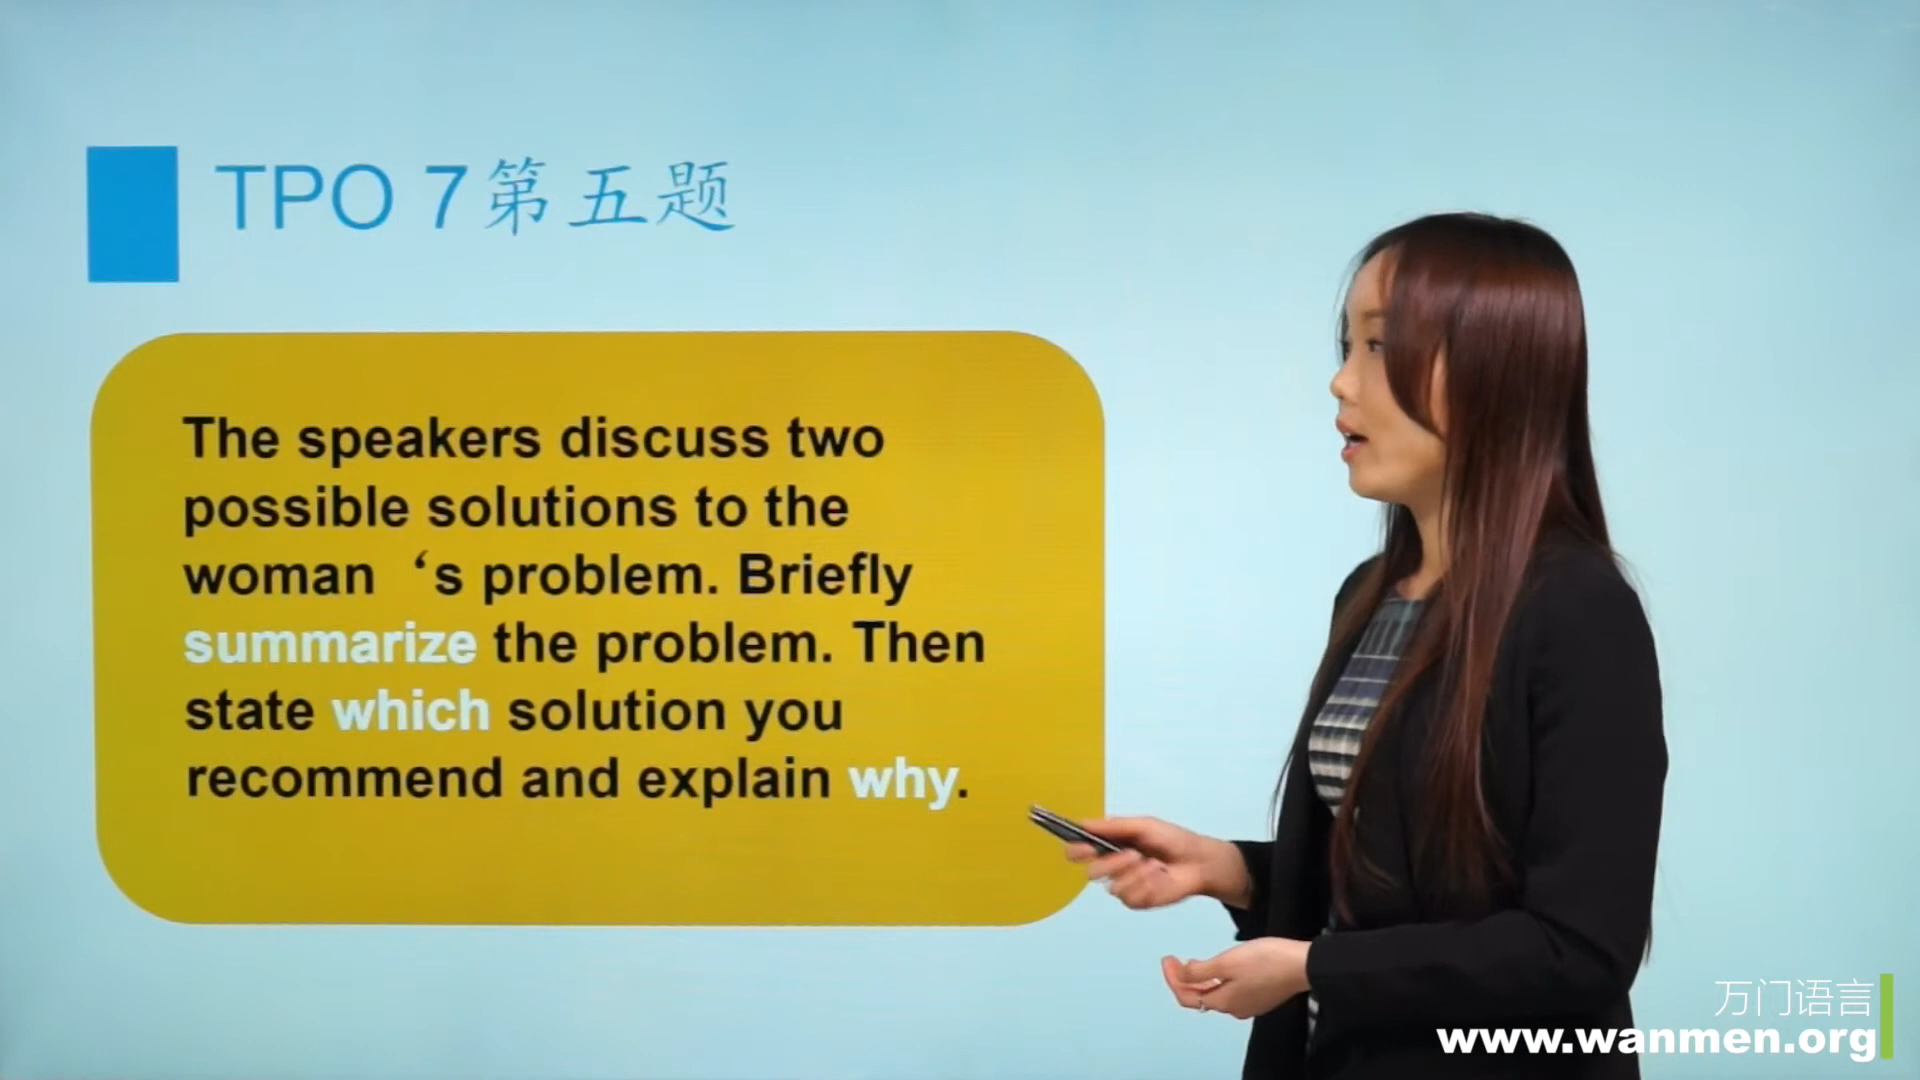 TPO 7第五题
The speakers discuss two
possible solutions to the
woman ‘s problem. Briefly
summarize the problem. Then
state which solution you
recommend and explain why.
万门语言
www.wanmen.org